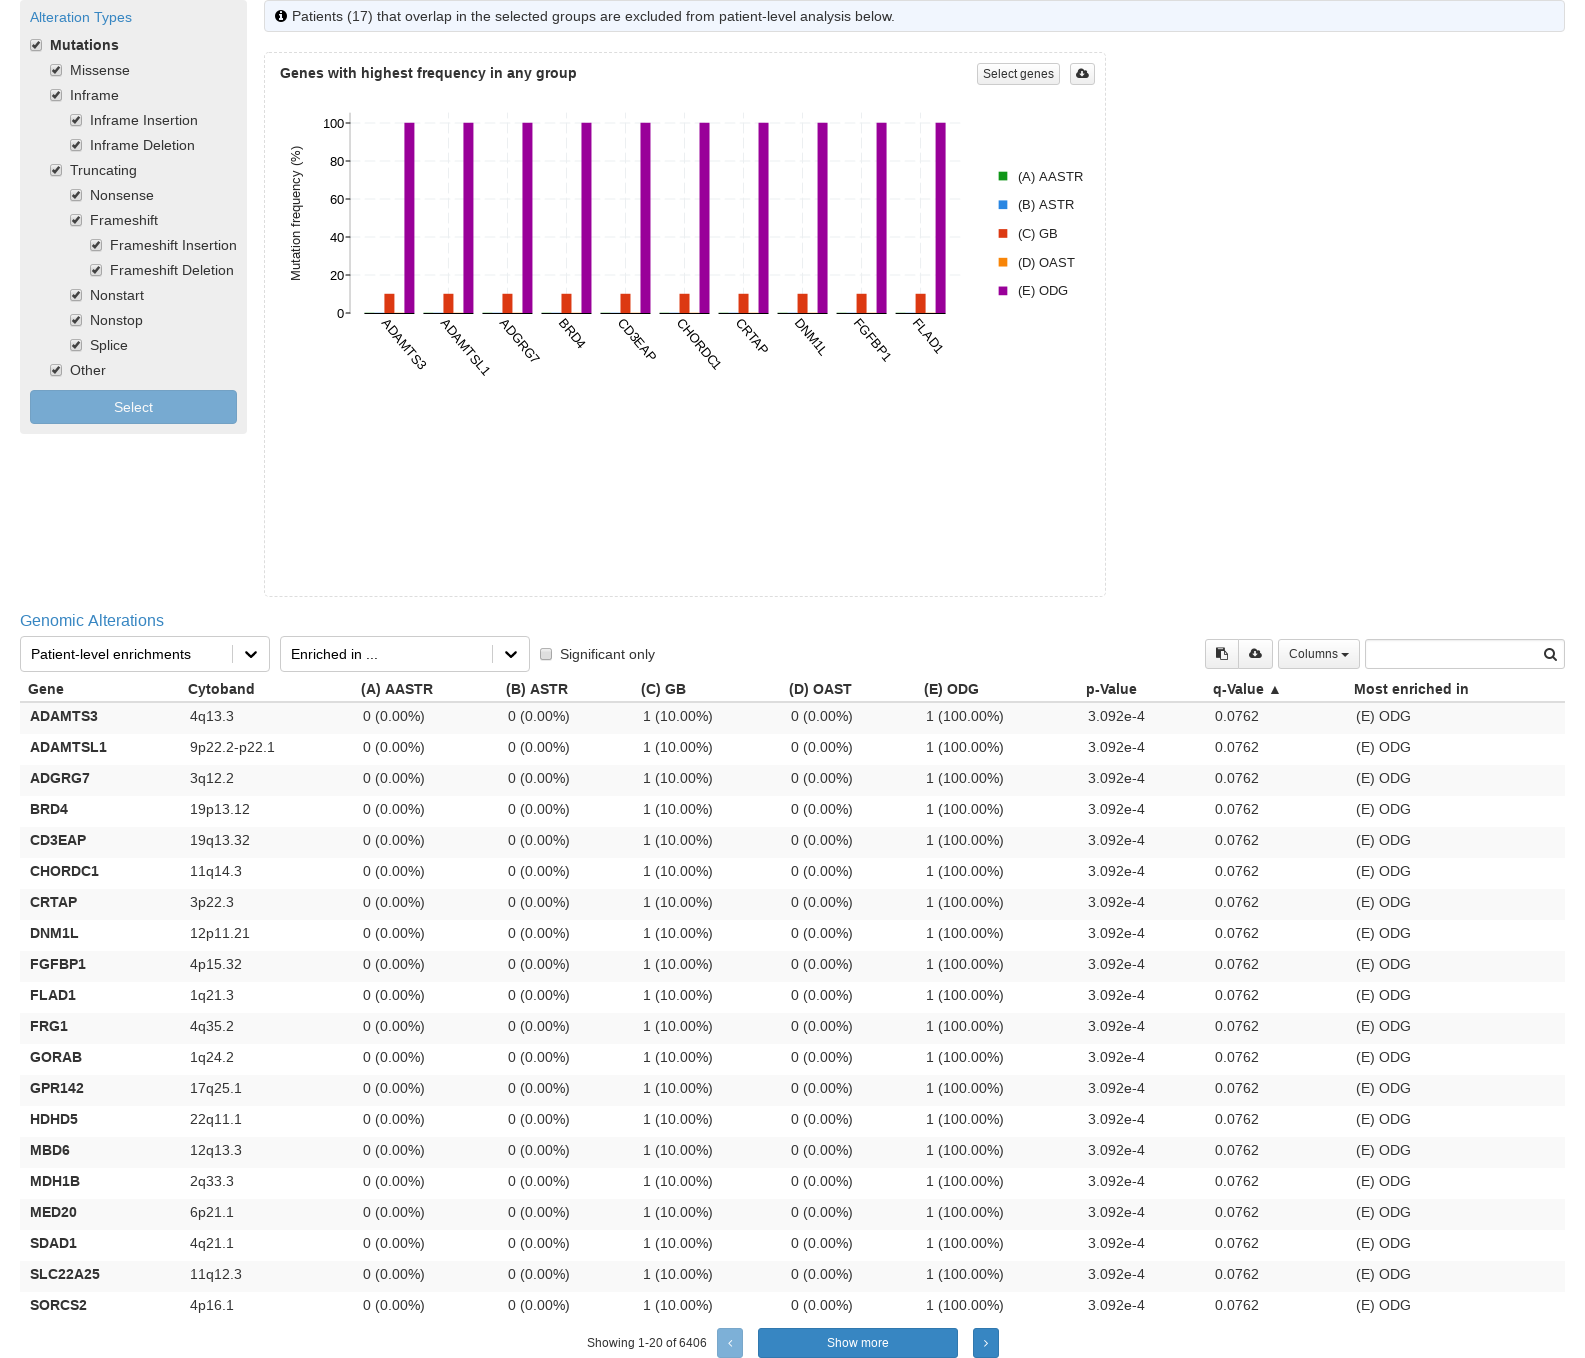 Alteration Types
Mutations
Missense
Inframe
Inframe Insertion
Inframe Deletion
Truncating
Nonsense
Frameshift
Frameshift Insertion
Frameshift Deletion
Nonstart
Nonstop
Splice
Other
Select
Patients (17) that overlap in the selected groups are excluded from patient-level analysis below.
Genes with highest frequency in any group
Select genes
Mutation frequency (%)
100
80
60
40
20
0
ADAMTS3
ADAMTSL1
ADGRG7
BRD4
CD3EAP
CHORDC1
CRTAP
DNM1L
FGFBP1
FLAD1
(A) AASTR
(B) ASTR
(C) GB
(D) OAST
(E) ODG
Genomic Alterations
Patient-level enrichments Enriched in ... Significant only Columns
Gene Cytoband (A) AASTR (B) ASTR (C) GB (D) OAST (E) ODG p-Value q-Value ▲ Most enriched in
ADAMTS3 4q13.3 0 (0.00%) 0 (0.00%) 1 (10.00%) 0 (0.00%) 1 (100.00%) 3.092e-4 0.0762 (E) ODG
ADAMTSL1 9p22.2-p22.1 0 (0.00%) 0 (0.00%) 1 (10.00%) 0 (0.00%) 1 (100.00%) 3.092e-4 0.0762 (E) ODG
ADGRG7 3q12.2 0 (0.00%) 0 (0.00%) 1 (10.00%) 0 (0.00%) 1 (100.00%) 3.092e-4 0.0762 (E) ODG
BRD4 19p13.12 0 (0.00%) 0 (0.00%) 1 (10.00%) 0 (0.00%) 1 (100.00%) 3.092e-4 0.0762 (E) ODG
CD3EAP 19q13.32 0 (0.00%) 0 (0.00%) 1 (10.00%) 0 (0.00%) 1 (100.00%) 3.092e-4 0.0762 (E) ODG
CHORDC1 11q14.3 0 (0.00%) 0 (0.00%) 1 (10.00%) 0 (0.00%) 1 (100.00%) 3.092e-4 0.0762 (E) ODG
CRTAP 3p22.3 0 (0.00%) 0 (0.00%) 1 (10.00%) 0 (0.00%) 1 (100.00%) 3.092e-4 0.0762 (E) ODG
DNM1L 12p11.21 0 (0.00%) 0 (0.00%) 1 (10.00%) 0 (0.00%) 1 (100.00%) 3.092e-4 0.0762 (E) ODG
FGFBP1 4p15.32 0 (0.00%) 0 (0.00%) 1 (10.00%) 0 (0.00%) 1 (100.00%) 3.092e-4 0.0762 (E) ODG
FLAD1 1q21.3 0 (0.00%) 0 (0.00%) 1 (10.00%) 0 (0.00%) 1 (100.00%) 3.092e-4 0.0762 (E) ODG
FRG1 4q35.2 0 (0.00%) 0 (0.00%) 1 (10.00%) 0 (0.00%) 1 (100.00%) 3.092e-4 0.0762 (E) ODG
GORAB 1q24.2 0 (0.00%) 0 (0.00%) 1 (10.00%) 0 (0.00%) 1 (100.00%) 3.092e-4 0.0762 (E) ODG
GPR142 17q25.1 0 (0.00%) 0 (0.00%) 1 (10.00%) 0 (0.00%) 1 (100.00%) 3.092e-4 0.0762 (E) ODG
HDHD5 22q11.1 0 (0.00%) 0 (0.00%) 1 (10.00%) 0 (0.00%) 1 (100.00%) 3.092e-4 0.0762 (E) ODG
MBD6 12q13.3 0 (0.00%) 0 (0.00%) 1 (10.00%) 0 (0.00%) 1 (100.00%) 3.092e-4 0.0762 (E) ODG
MDH1B 2q33.3 0 (0.00%) 0 (0.00%) 1 (10.00%) 0 (0.00%) 1 (100.00%) 3.092e-4 0.0762 (E) ODG
MED20 6p21.1 0 (0.00%) 0 (0.00%) 1 (10.00%) 0 (0.00%) 1 (100.00%) 3.092e-4 0.0762 (E) ODG
SDAD1 4q21.1 0 (0.00%) 0 (0.00%) 1 (10.00%) 0 (0.00%) 1 (100.00%) 3.092e-4 0.0762 (E) ODG
SLC22A25 11q12.3 0 (0.00%) 0 (0.00%) 1 (10.00%) 0 (0.00%) 1 (100.00%) 3.092e-4 0.0762 (E) ODG
SORCS2 4p16.1 0 (0.00%) 0 (0.00%) 1 (10.00%) 0 (0.00%) 1 (100.00%) 3.092e-4 0.0762 (E) ODG
Showing 1-20 of 6406 ‹ Show more ›